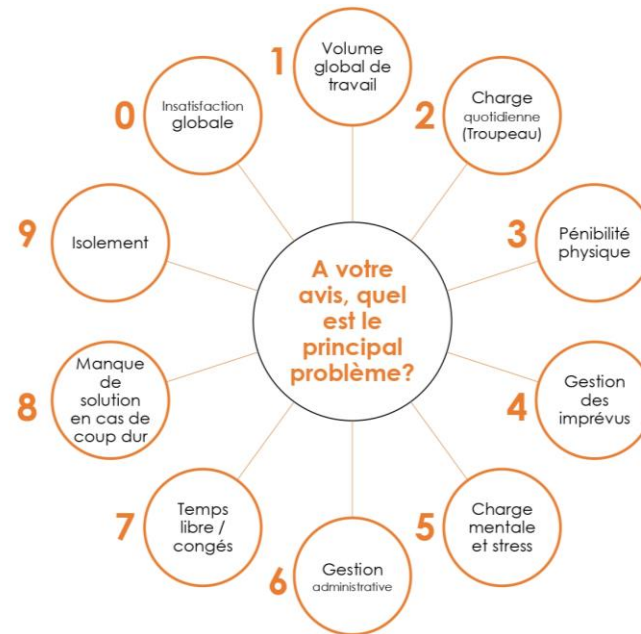 A votre
avis, quel
est le
principal
problème?
1
Volume
global de
travail
2
Charge
quotidienne
(Troupeau)
3
Pénibilité
physique
4
Gestion
des
imprévus
5
Charge
mentale
et stress
6
Gestion
administrative
7
Temps
libre /
congés
8
Manque
de
solution
en cas de
coup dur
9
Isolement
0
Insatisfaction
globale